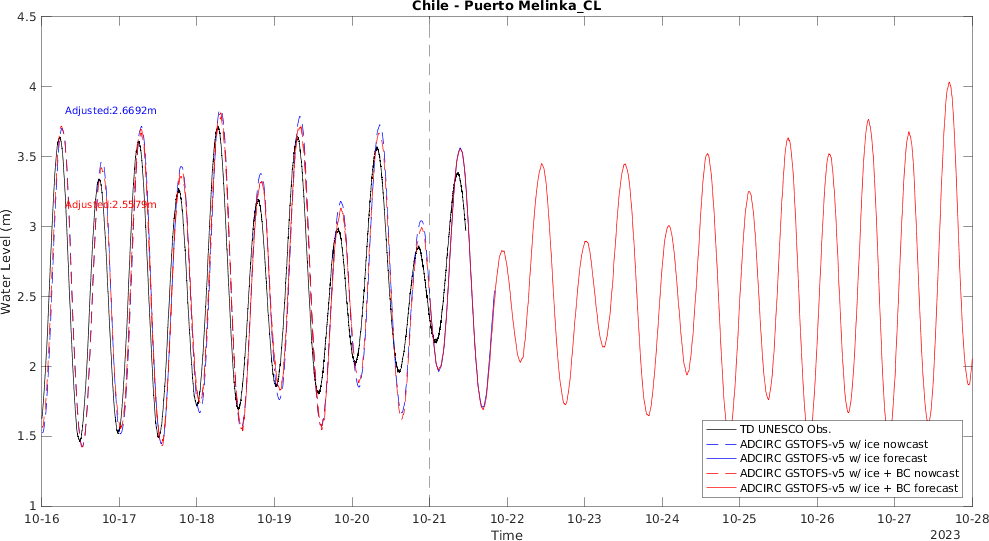 Chile - Puerto Melinka_CL
4.5
4
3.5
3
2.5
2
1.5
1
Water Level (m)
Adjusted:2.6692m
Adjusted:2.5579m
TD UNESCO Obs.
ADCIRC GSTOFS-v5 w/ ice nowcast
ADCIRC GSTOFS-v5 w/ ice forecast
ADCIRC GSTOFS-v5 w/ ice + BC nowcast
ADCIRC GSTOFS-v5 w/ ice + BC forecast
10-16 10-17 10-18 10-19 10-20 10-21 10-22 10-23 10-24 10-25 10-26 10-27 10-28
Time
2023